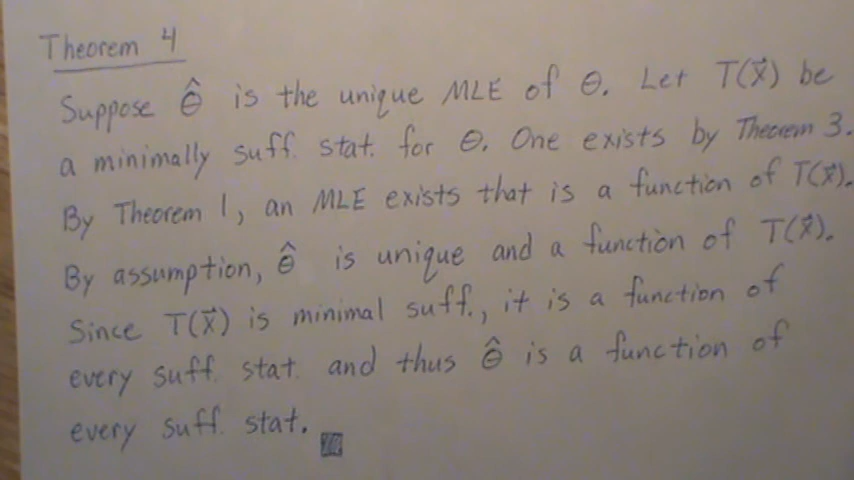 Theorem 4
Suppose θ̂ is the unique MLE of θ. Let T(x⃗) be
a minimally suff. stat. for θ. One exists by Theorem 3.
By Theorem 1, an MLE exists that is a function of T(x⃗).
By assumption, θ̂ is unique and a function of T(x⃗).
Since T(x⃗) is minimal suff., it is a function of
every suff. stat. and thus θ̂ is a function of
every suff. stat.